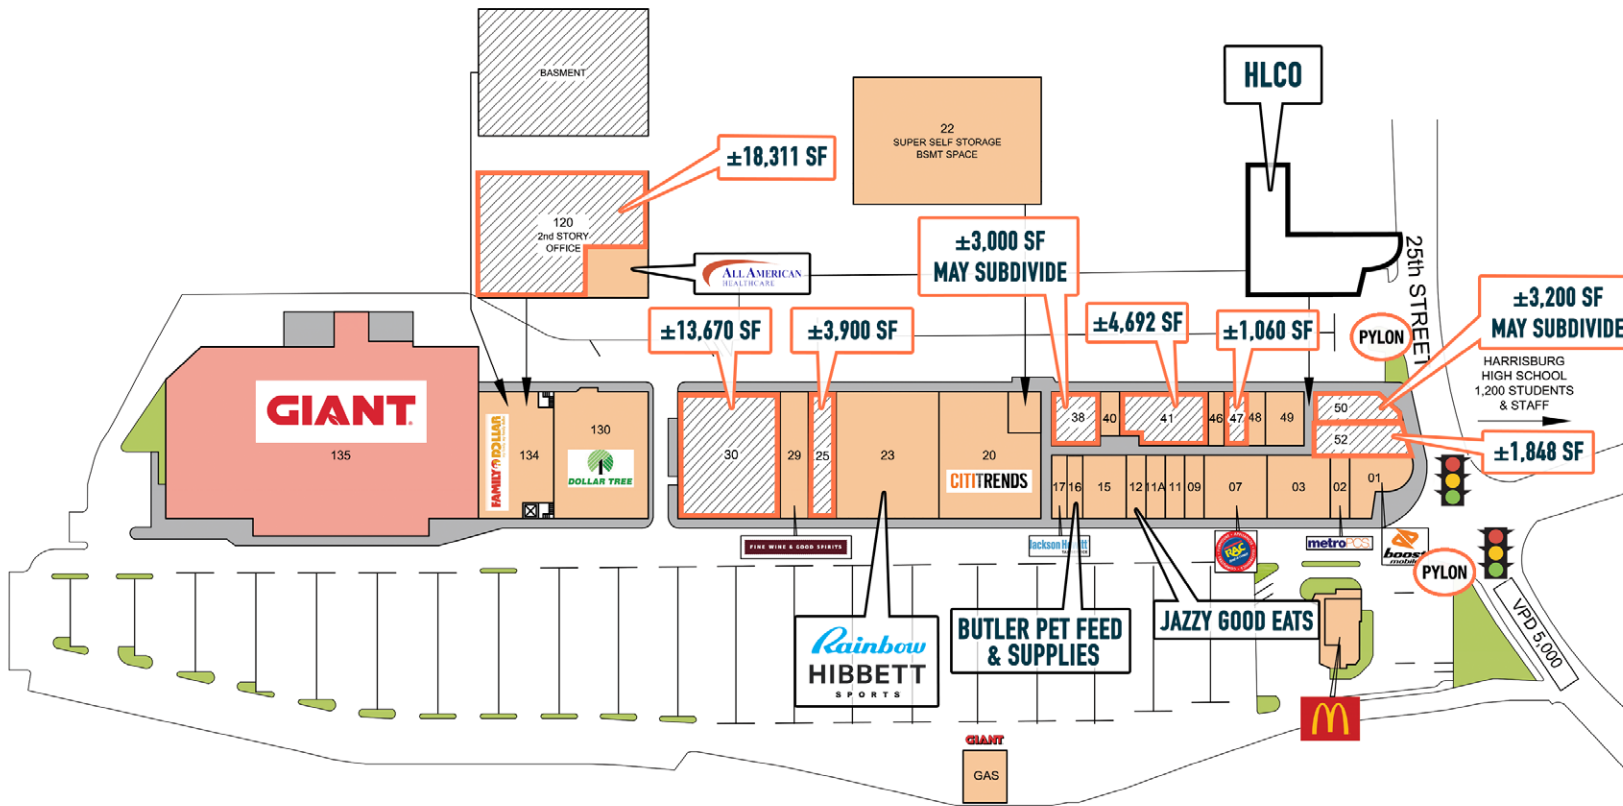 BASMENT
HLCO
22
SUPER SELF STORAGE
BSMT SPACE
±18,311 SF
120
2nd STORY
OFFICE
ALL AMERICAN
HEALTHCARE
±3,000 SF
MAY SUBDIVIDE
25th STREET
±3,200 SF
MAY SUBDIVIDE
±13,670 SF
±3,900 SF
±4,692 SF
±1,060 SF
PYLON
HARRISBURG
HIGH SCHOOL
1,200 STUDENTS
& STAFF
GIANT
135
FAMILY DOLLAR
134
130
DOLLAR TREE
30
29
25
23
20
CITITRENDS
38
40
41
46
47
48
49
50
52
±1,848 SF
17
16
15
12
11A
11
09
07
03
02
01
FINE WINE & GOOD SPIRITS
Jackson Hewitt
RAC
metroPCS
boost
mobile
PYLON
Rainbow
HIBBETT
SPORTS
BUTLER PET FEED
& SUPPLIES
JAZZY GOOD EATS
VPD 5,000
GIANT
GAS